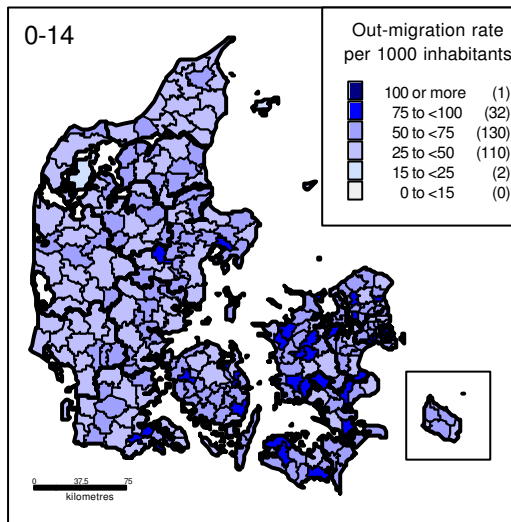 0-14
Out-migration rate
per 1000 inhabitants
100 or more (1)
75 to <100 (32)
50 to <75 (130)
25 to <50 (110)
15 to <25 (2)
0 to <15 (0)
0 37.5 75
kilometres